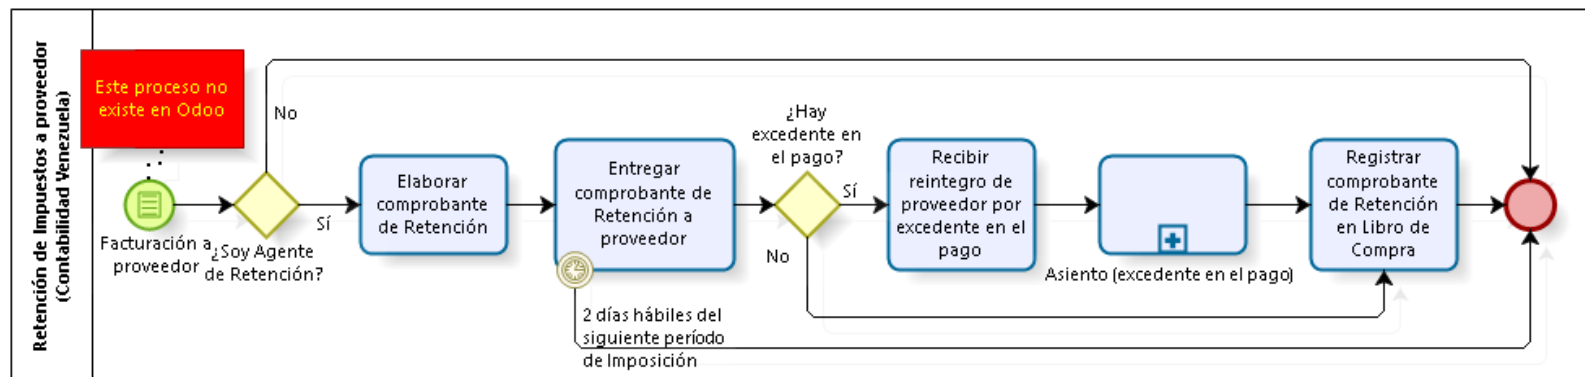 Retención de Impuestos a proveedor
(Contabilidad Venezuela)
Este proceso no
existe en Odoo
Facturación a
proveedor
No
¿Soy Agente
de Retención?
Sí
Elaborar
comprobante
de Retención
Entregar
comprobante de
Retención a
proveedor
2 días hábiles del
siguiente período
de Imposición
¿Hay
excedente en
el pago?
Sí
No
Recibir
reintegro de
proveedor por
excedente en el
pago
Asiento (excedente en el pago)
Registrar
comprobante
de Retención
en Libro de
Compra